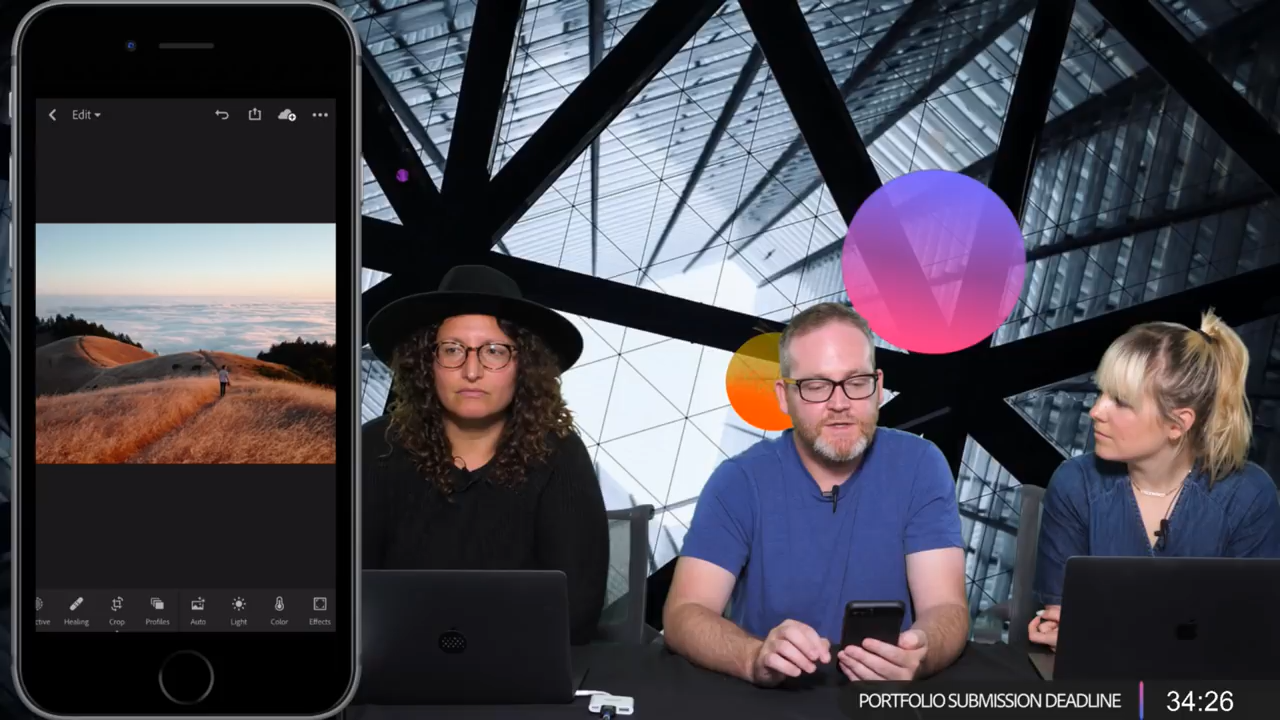 Edit
ctive
Healing
Crop
Profiles
Auto
Light
Color
Effects
PORTFOLIO SUBMISSION DEADLINE
34:26